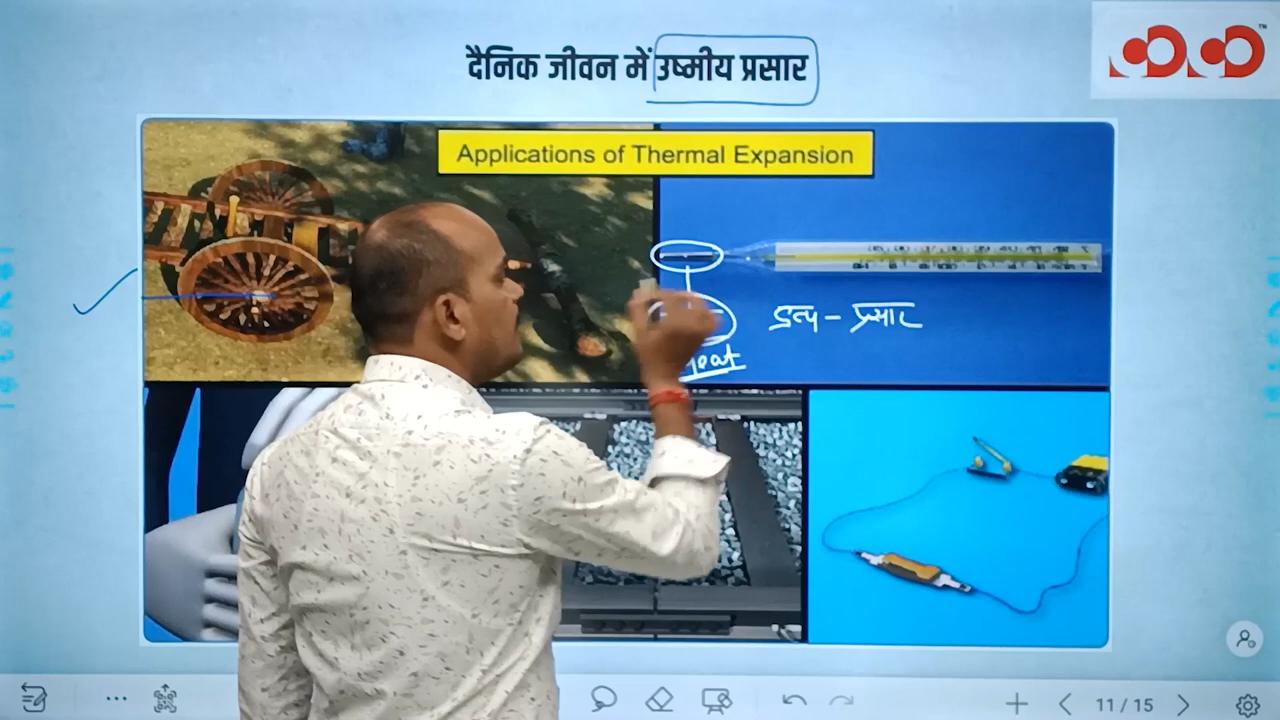 दैनिक जीवन में उष्मीय प्रसार
Applications of Thermal Expansion
द्रव्य - प्रसार
Heat
11 / 15